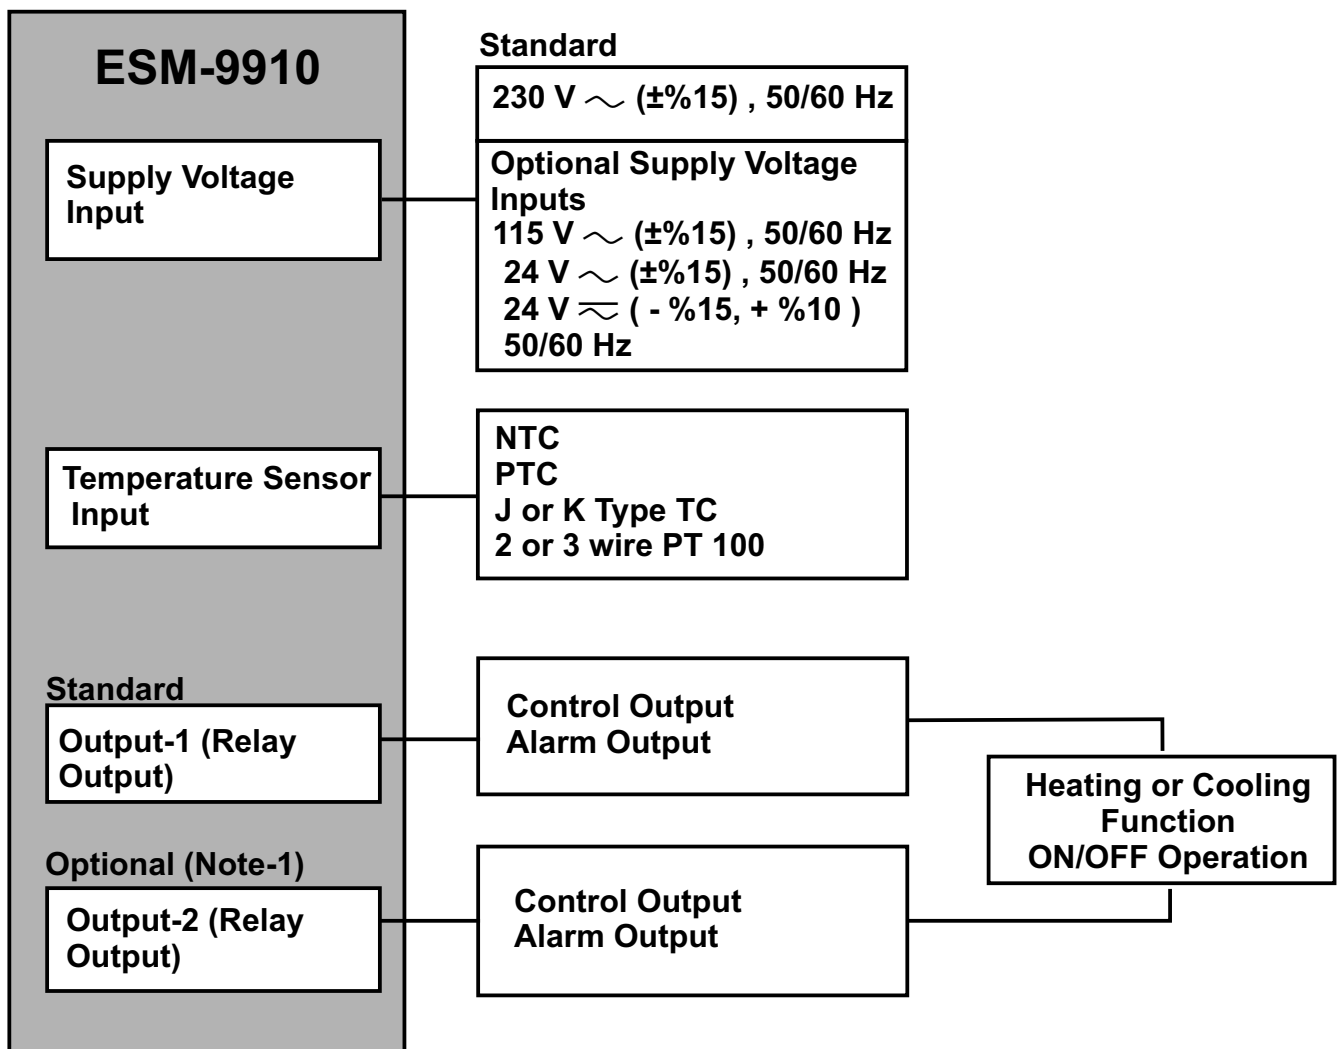 ESM-9910
Standard
230 V ~ (±%15) , 50/60 Hz
Supply Voltage
Input
Optional Supply Voltage
Inputs
115 V ~ (±%15) , 50/60 Hz
24 V ~ (±%15) , 50/60 Hz
24 V ⏦ ( - %15, + %10 )
50/60 Hz
Temperature Sensor
Input
NTC
PTC
J or K Type TC
2 or 3 wire PT 100
Standard
Output-1 (Relay
Output)
Control Output
Alarm Output
Heating or Cooling
Function
ON/OFF Operation
Optional (Note-1)
Output-2 (Relay
Output)
Control Output
Alarm Output